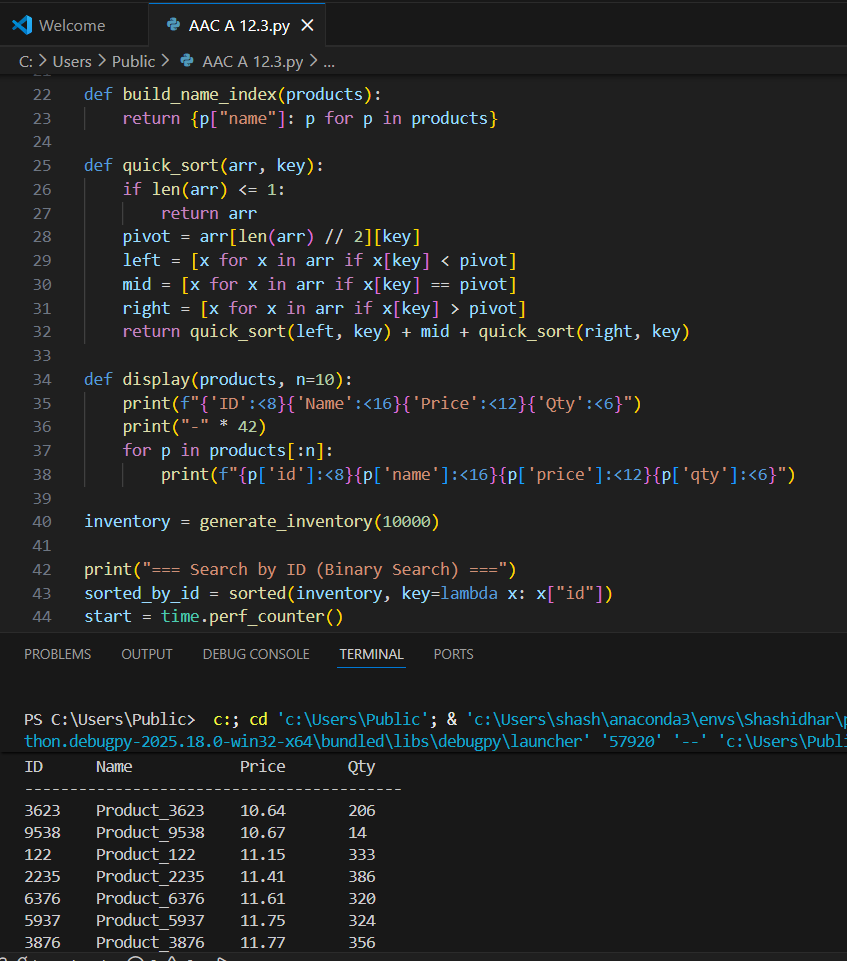 Welcome
AAC A 12.3.py
C: > Users > Public > AAC A 12.3.py > ...
22 def build_name_index(products):
23     return {p["name"]: p for p in products}
24
25 def quick_sort(arr, key):
26     if len(arr) <= 1:
27         return arr
28     pivot = arr[len(arr) // 2][key]
29     left = [x for x in arr if x[key] < pivot]
30     mid = [x for x in arr if x[key] == pivot]
31     right = [x for x in arr if x[key] > pivot]
32     return quick_sort(left, key) + mid + quick_sort(right, key)
33
34 def display(products, n=10):
35     print(f"{'ID':<8}{'Name':<16}{'Price':<12}{'Qty':<6}")
36     print("-" * 42)
37     for p in products[:n]:
38         print(f"{p['id']:<8}{p['name']:<16}{p['price']:<12}{p['qty']:<6}")
39
40 inventory = generate_inventory(10000)
41
42 print("=== Search by ID (Binary Search) ===")
43 sorted_by_id = sorted(inventory, key=lambda x: x["id"])
44 start = time.perf_counter()
PROBLEMS OUTPUT DEBUG CONSOLE TERMINAL PORTS
PS C:\Users\Public>  c:; cd 'c:\Users\Public'; & 'c:\Users\shash\anaconda3\envs\Shashidhar\p
thon.debugpy-2025.18.0-win32-x64\bundled\libs\debugpy\launcher' '57920' '--' 'c:\Users\Publi
ID      Name            Price       Qty
------------------------------------------
3623    Product_3623    10.64       206
9538    Product_9538    10.67       14
122     Product_122     11.15       333
2235    Product_2235    11.41       386
6376    Product_6376    11.61       320
5937    Product_5937    11.75       324
3876    Product_3876    11.77       356